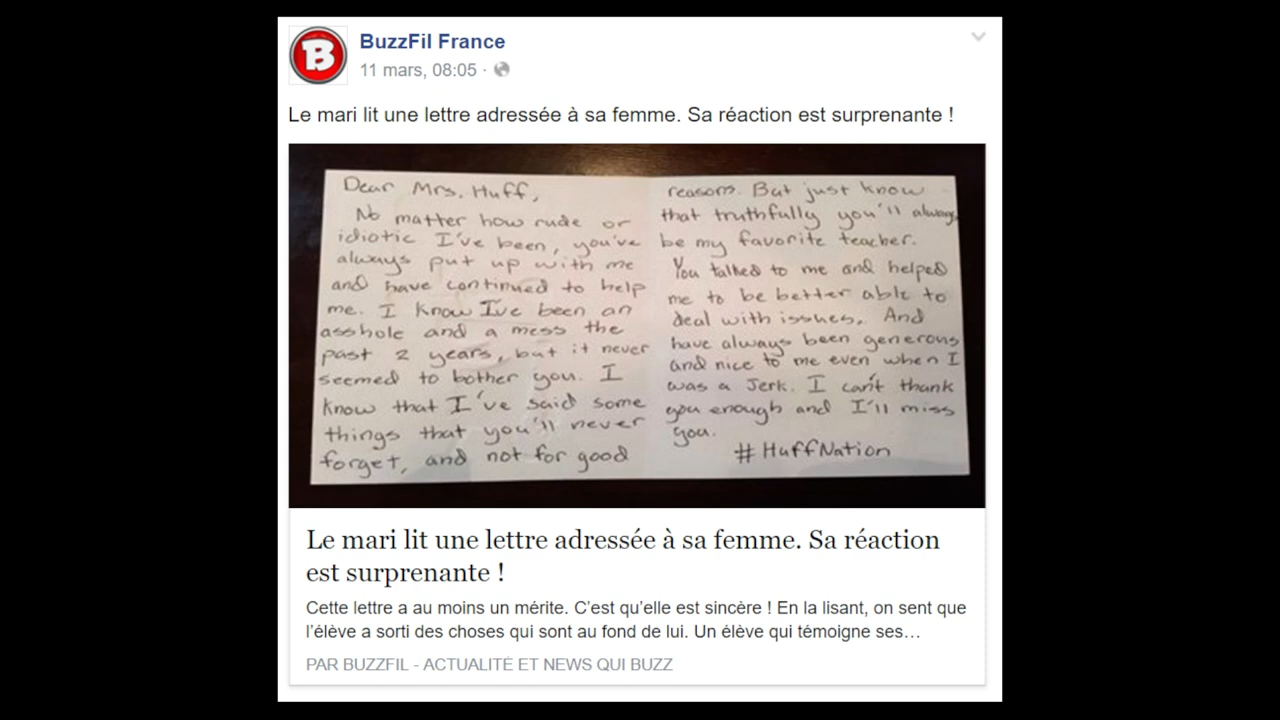 B
BuzzFil France
11 mars, 08:05 ·
Le mari lit une lettre adressée à sa femme. Sa réaction est surprenante !
Dear Mrs. Huff,
No matter how rude or
idiotic I've been, you've
always put up with me
and have continued to help
me. I know I've been an
asshole and a mess the
past 2 years, but it never
seemed to bother you. I
know that I've said some
things that you'll never
forget, and not for good
reasons. But just know
that truthfully you'll always
be my favorite teacher.
You talked to me and helped
me to be better able to
deal with issues. And
have always been generous
and nice to me even when I
was a Jerk. I can't thank
you enough and I'll miss
you.
#HuffNation
Le mari lit une lettre adressée à sa femme. Sa réaction
est surprenante !
Cette lettre a au moins un mérite. C'est qu'elle est sincère ! En la lisant, on sent que
l'élève a sorti des choses qui sont au fond de lui. Un élève qui témoigne ses…
PAR BUZZFIL - ACTUALITÉ ET NEWS QUI BUZZ